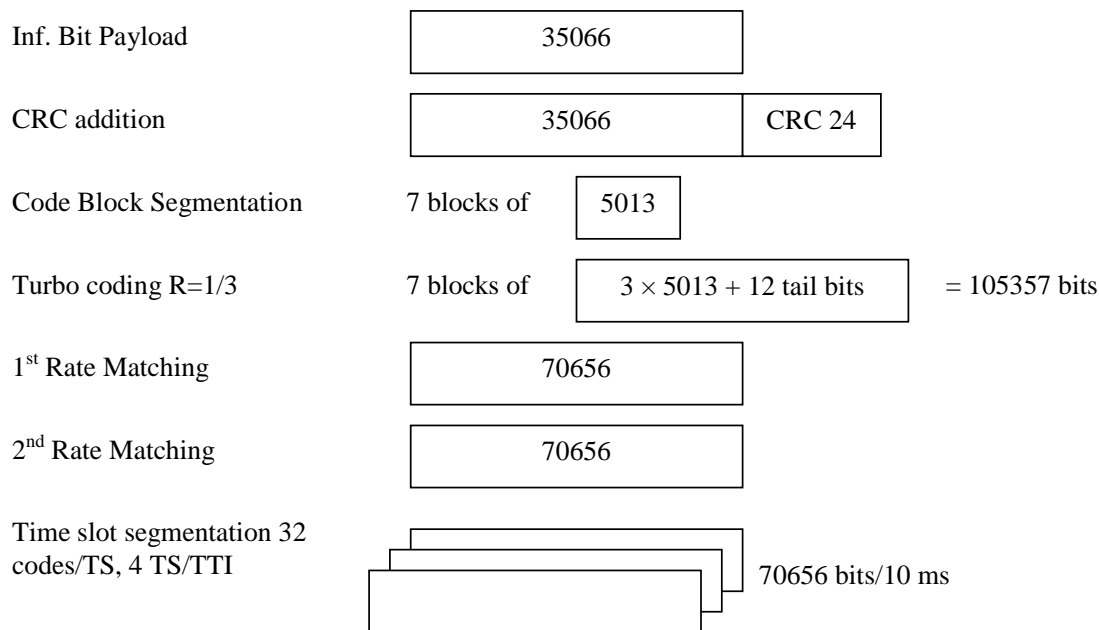 Inf. Bit Payload 35066
CRC addition 35066 CRC 24
Code Block Segmentation 7 blocks of 5013
Turbo coding R=1/3 7 blocks of 3 × 5013 + 12 tail bits = 105357 bits
1st Rate Matching 70656
2nd Rate Matching 70656
Time slot segmentation 32
codes/TS, 4 TS/TTI
70656 bits/10 ms